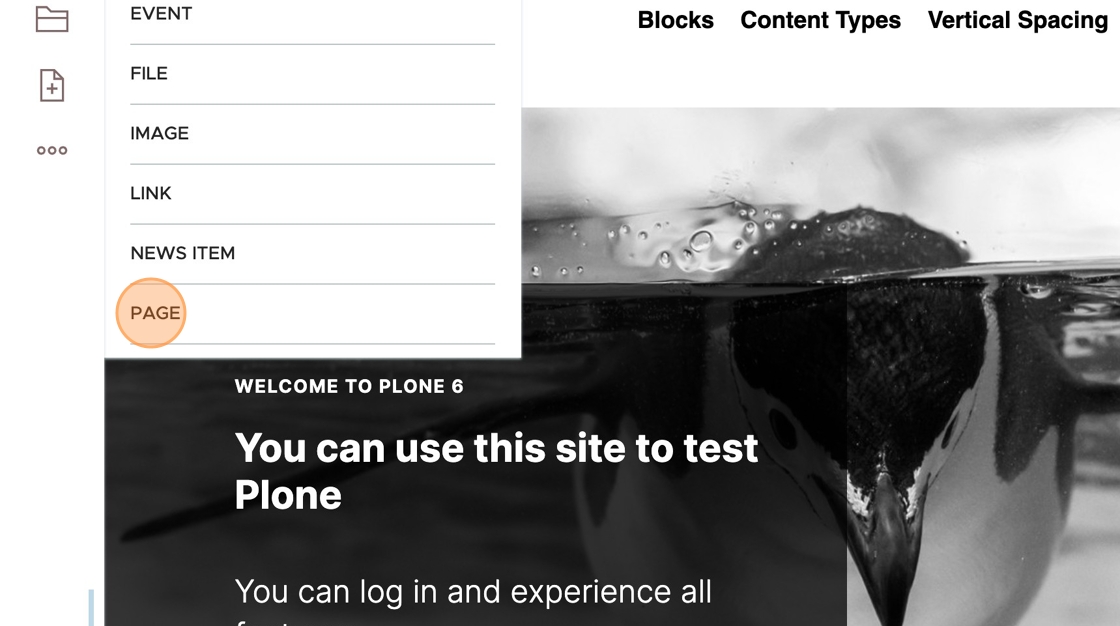 EVENT
Blocks Content Types Vertical Spacing
FILE
IMAGE
LINK
NEWS ITEM
PAGE
WELCOME TO PLONE 6
You can use this site to test
Plone
You can log in and experience all